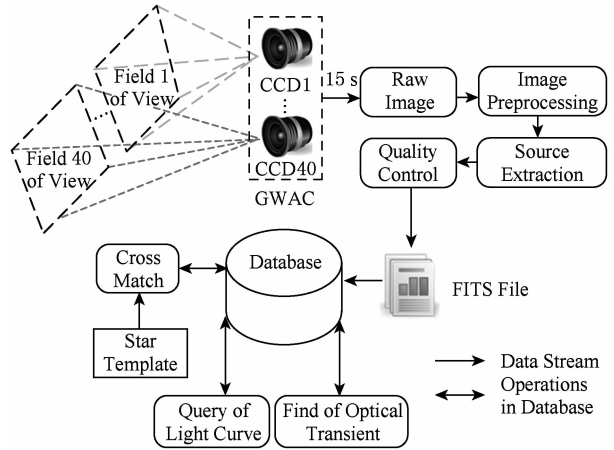 Field 1
of View
Field 40
of View
CCD1
CCD40
GWAC
15 s
Raw
Image
Image
Preprocessing
Quality
Control
Source
Extraction
Cross
Match
Database
FITS File
Star
Template
Query of
Light Curve
Find of Optical
Transient
Data Stream
Operations
in Database